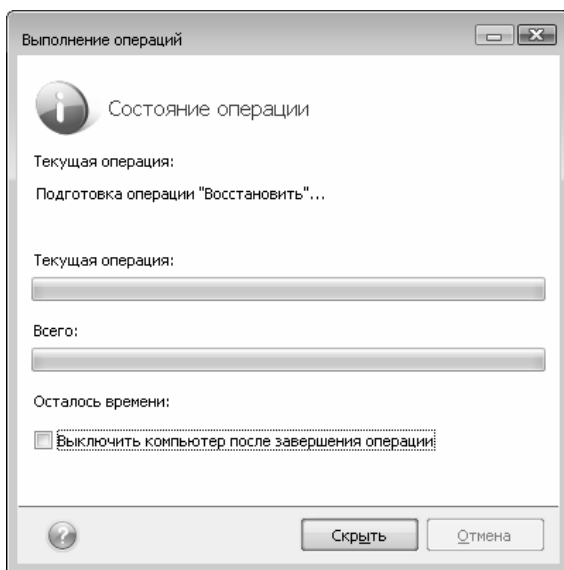 Выполнение операций
Состояние операции
Текущая операция:
Подготовка операции "Восстановить"...
Текущая операция:
Всего:
Осталось времени:
Выключить компьютер после завершения операции
Скрыть
Отмена